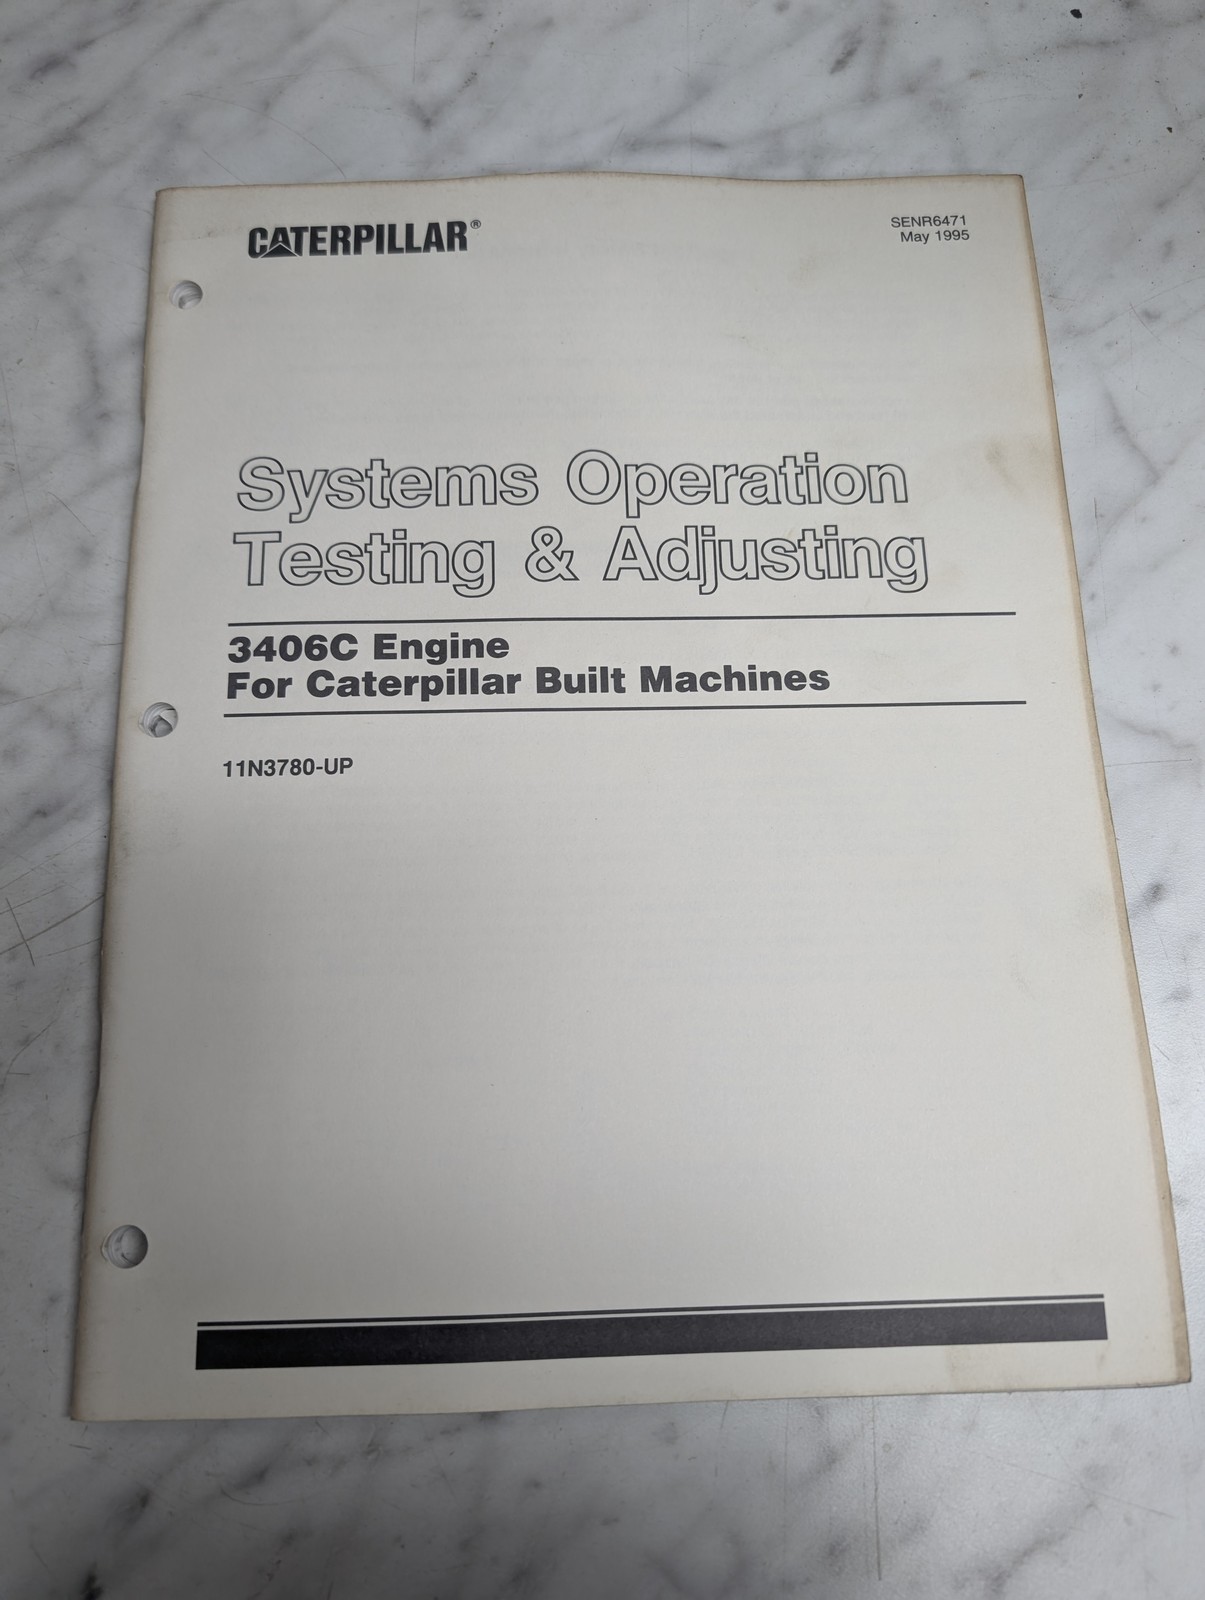 CATERPILLAR®
SENR6471
May 1995
Systems Operation
Testing & Adjusting
3406C Engine
For Caterpillar Built Machines
11N3780-UP